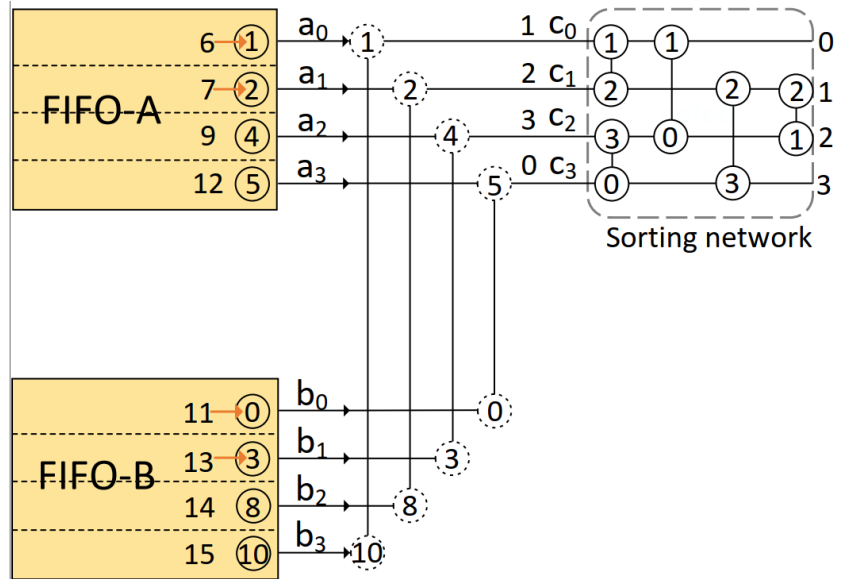 6 1 a0 1 1 c0 1 1 0
7 2 a1 2 2 c1 2 2 2 1
FIFO-A
9 4 a2 4 3 c2 3 0 1 2
12 5 a3 5 0 c3 0 3 3
Sorting network
11 0 b0 0
13 3 b1 3
FIFO-B
14 8 b2 8
15 10 b3 10